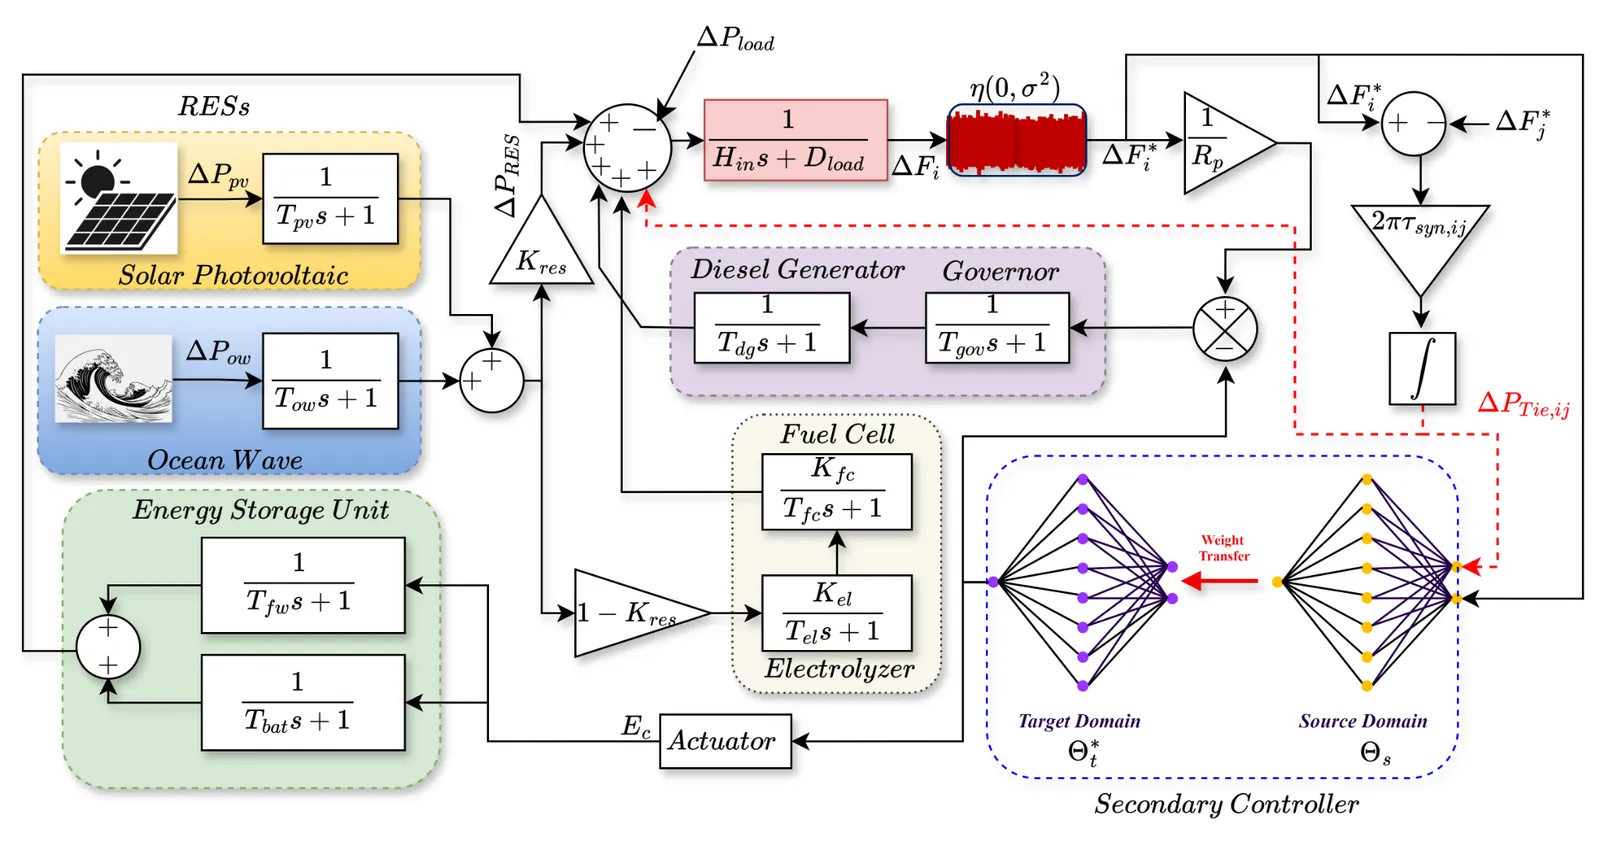 ΔP_load
RESs
η(0, σ²)
ΔF_i^*
+ −
ΔF_j^*
ΔP_pv
1
T_pv s + 1
Solar Photovoltaic
ΔP_RES
+ −
+
+ + +
1
H_in s + D_load
ΔF_i
ΔF_i^*
1
R_p
2πτ_syn,ij
K_res
Diesel Generator
Governor
1
T_dg s + 1
1
T_gov s + 1
+
−
∫
ΔP_Tie,ij
ΔP_ow
1
T_ow s + 1
+
+
Ocean Wave
Fuel Cell
K_fc
T_fc s + 1
Energy Storage Unit
1
T_fw s + 1
+
+
1
T_bat s + 1
1 − K_res
K_el
T_el s + 1
Electrolyzer
Weight
Transfer
Target Domain
Θ_t^*
Source Domain
Θ_s
E_c
Actuator
Secondary Controller